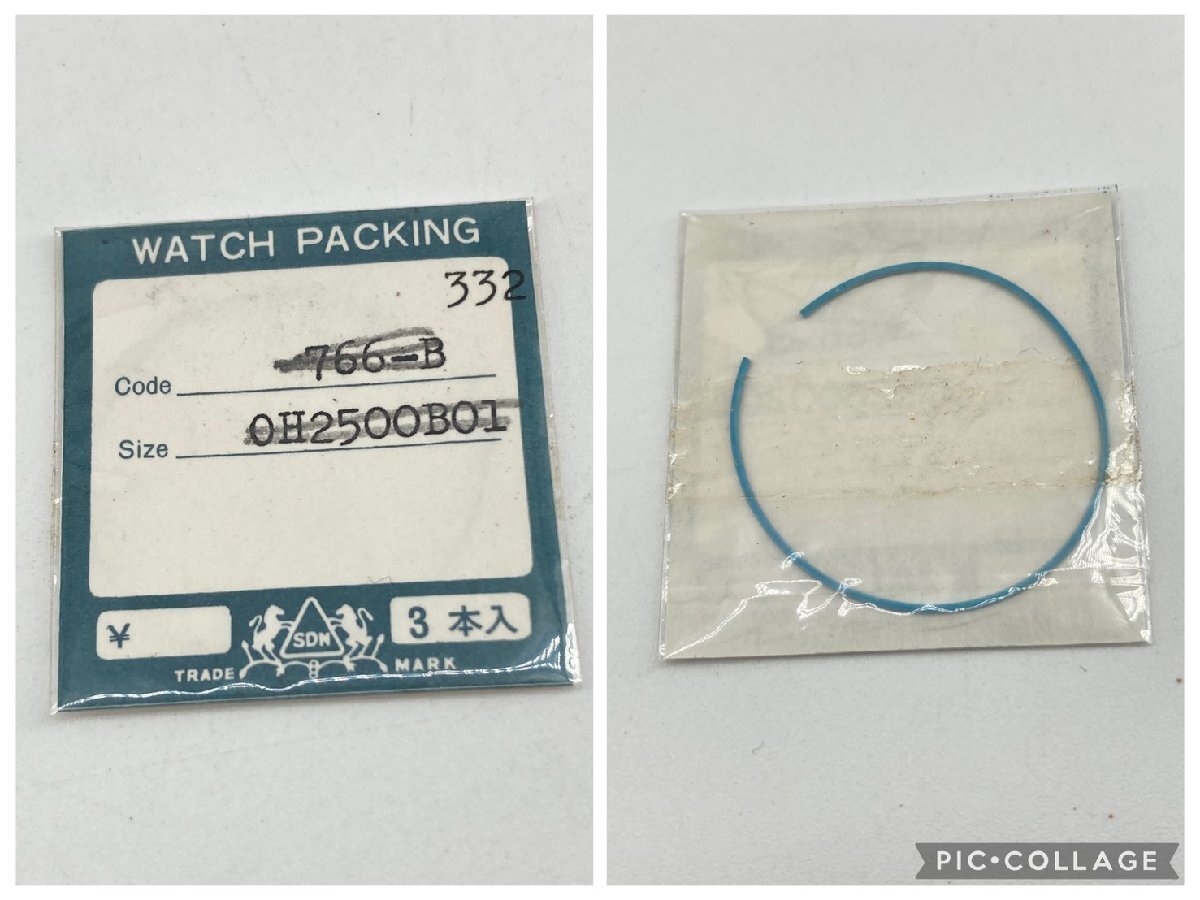 WATCH PACKING
332
Code 766-B
Size 0H2500B01
¥
SDN
3 本入
TRADE MARK
PIC•COLLAGE